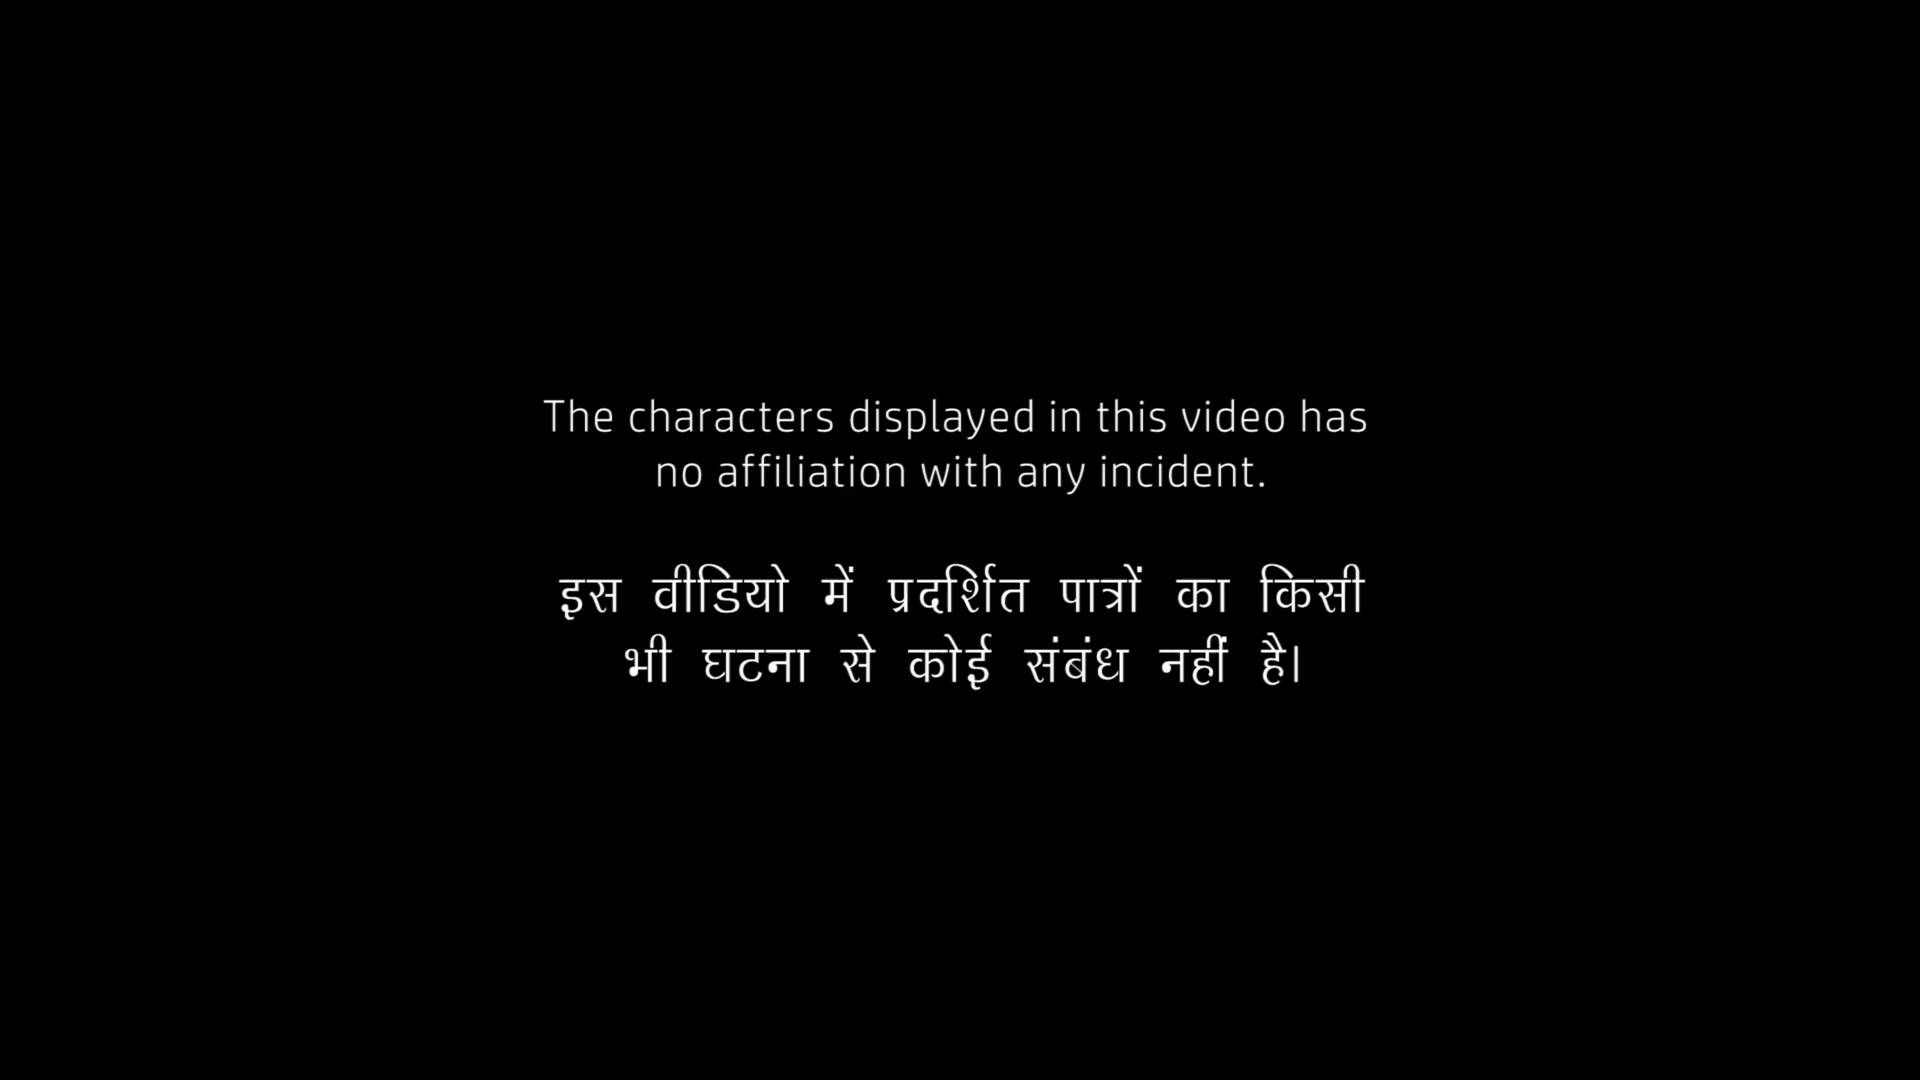 The characters displayed in this video has
no affiliation with any incident.
इस वीडियो में प्रदर्शित पात्रों का किसी
भी घटना से कोई संबंध नहीं है।